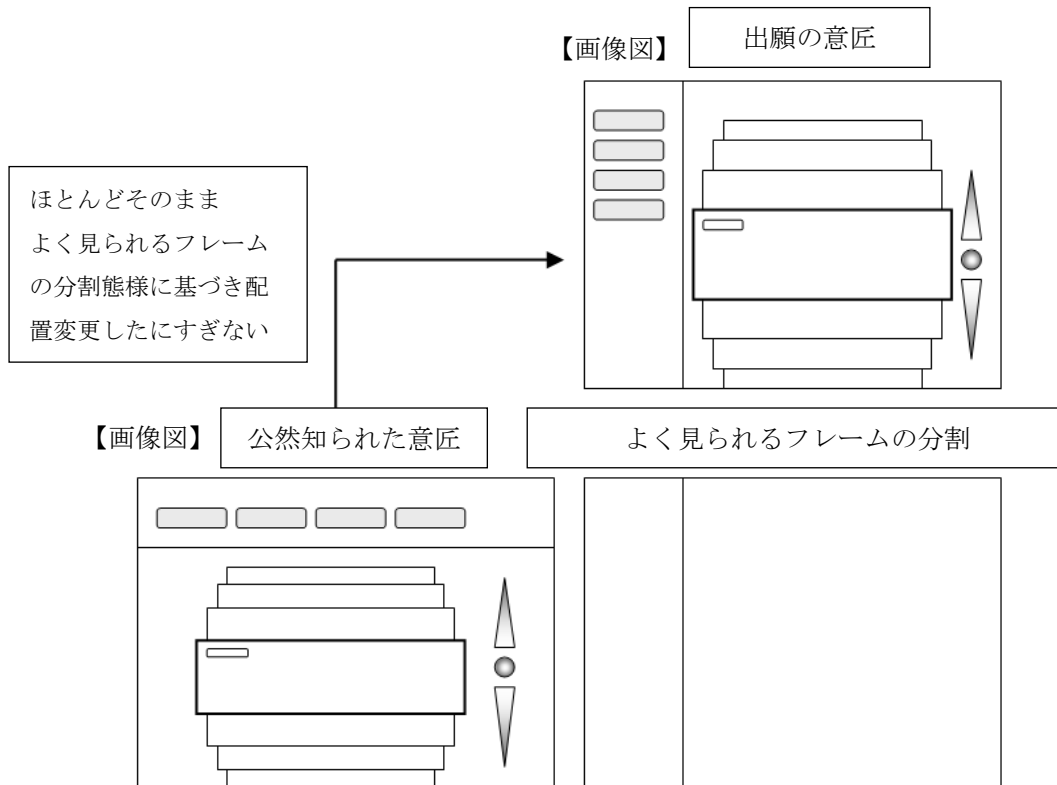 【画像図】
出願の意匠
ほとんどそのまま
よく見られるフレーム
の分割態様に基づき配
置変更したにすぎない
【画像図】
公然知られた意匠
よく見られるフレームの分割